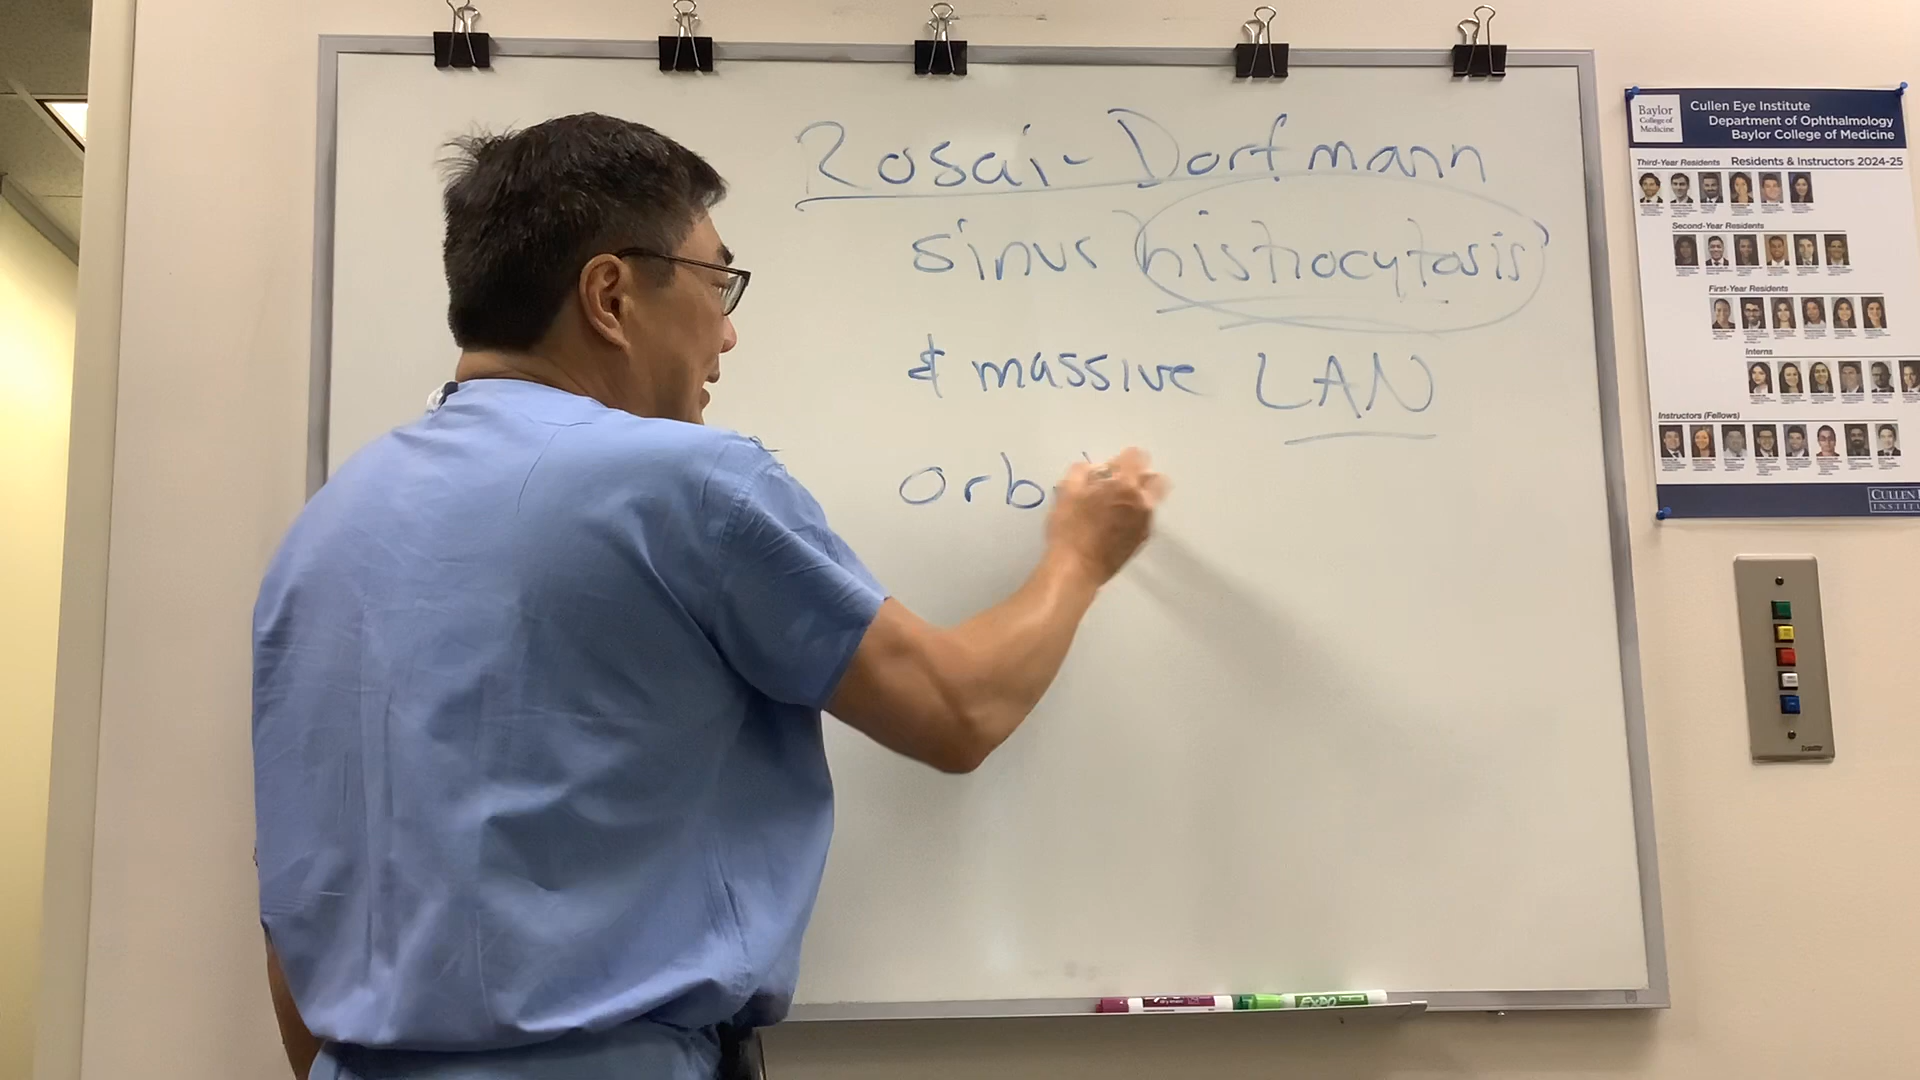 Rosai-Dorfmann
sinus histiocytosis
& massive LAN
orb
Baylor
College of
Medicine
Cullen Eye Institute
Department of Ophthalmology
Baylor College of Medicine
Third-Year Residents
Residents & Instructors 2024-25
Second-Year Residents
First-Year Residents
Interns
Instructors (Fellows)
CULLEN
INSTIT
EXPO